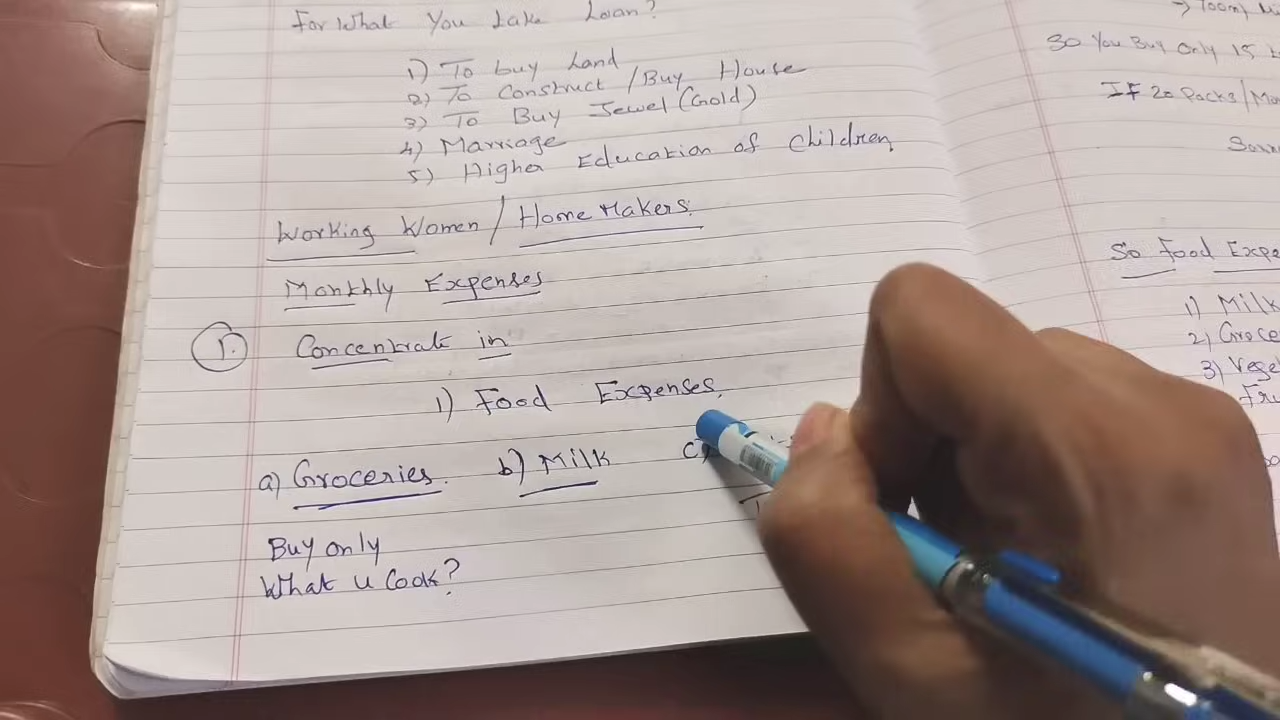 For What You take Loan?
1) To buy Land
2) To Construct / Buy House
3) To Buy Jewel (Gold)
4) Marriage
5) Higher Education of Children
Working Women / Home Makers.
Monthly Expenses
1. Concentrate in
1) Food Expenses.
a) Groceries. b) Milk c)
Buy only
What u Cook?
So You Buy Only 15
If 20 Packs/
So Food
1) Milk
2)
3)